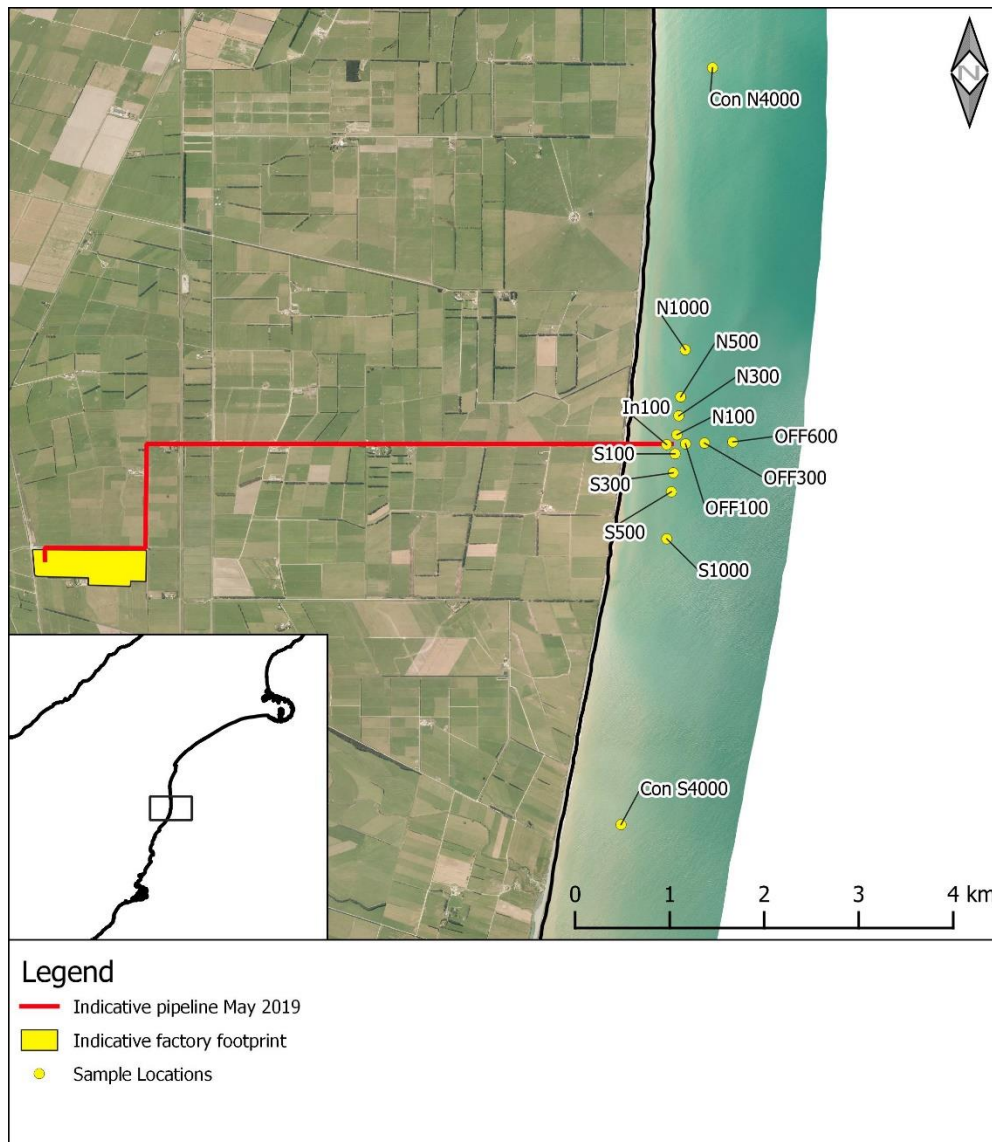 N
Con N4000
N1000
N500
N300
In100
N100
OFF600
S100
OFF300
S300
OFF100
S500
S1000
Con S4000
0 1 2 3 4 km
Legend
Indicative pipeline May 2019
Indicative factory footprint
Sample Locations